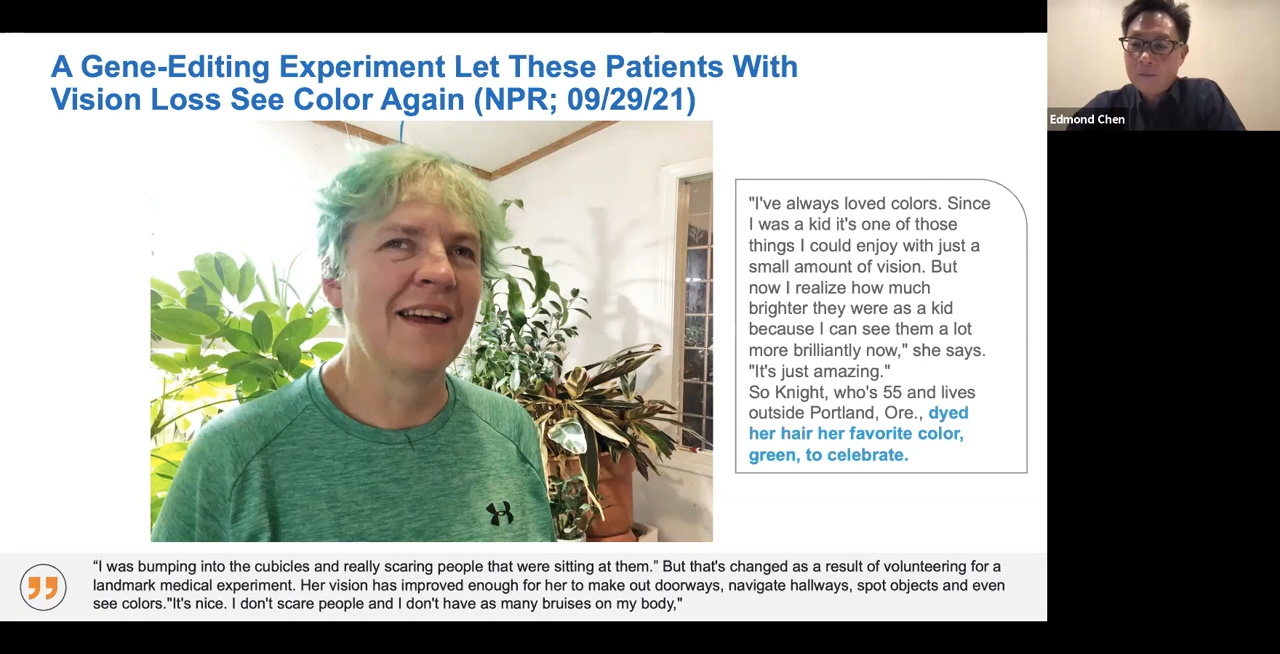 A Gene-Editing Experiment Let These Patients With
Vision Loss See Color Again (NPR; 09/29/21)
Edmond Chen
"I've always loved colors. Since
I was a kid it's one of those
things I could enjoy with just a
small amount of vision. But
now I realize how much
brighter they were as a kid
because I can see them a lot
more brilliantly now," she says.
"It's just amazing."
So Knight, who's 55 and lives
outside Portland, Ore., dyed
her hair her favorite color,
green, to celebrate.
“I was bumping into the cubicles and really scaring people that were sitting at them.” But that's changed as a result of volunteering for a
landmark medical experiment. Her vision has improved enough for her to make out doorways, navigate hallways, spot objects and even
see colors."It's nice. I don't scare people and I don't have as many bruises on my body,"